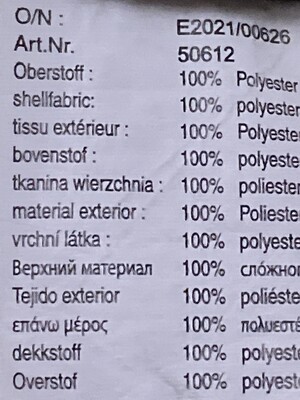 O/N : E2021/00626
Art.Nr. 50612
Oberstoff : 100% Polyester
shellfabric: 100% polyester
tissu extérieur : 100% Polyester
bovenstof : 100% polyeste
tkanina wierzchnia : 100% poliester
material exterior : 100% Poliester
vrchní látka : 100% polyeste
Верхний материал 100% сложно
Tejido exterior 100% poliéste
επάνω μέρος 100% πολυεστέ
dekkstoff 100% polyeste
Overstof 100% polyeste